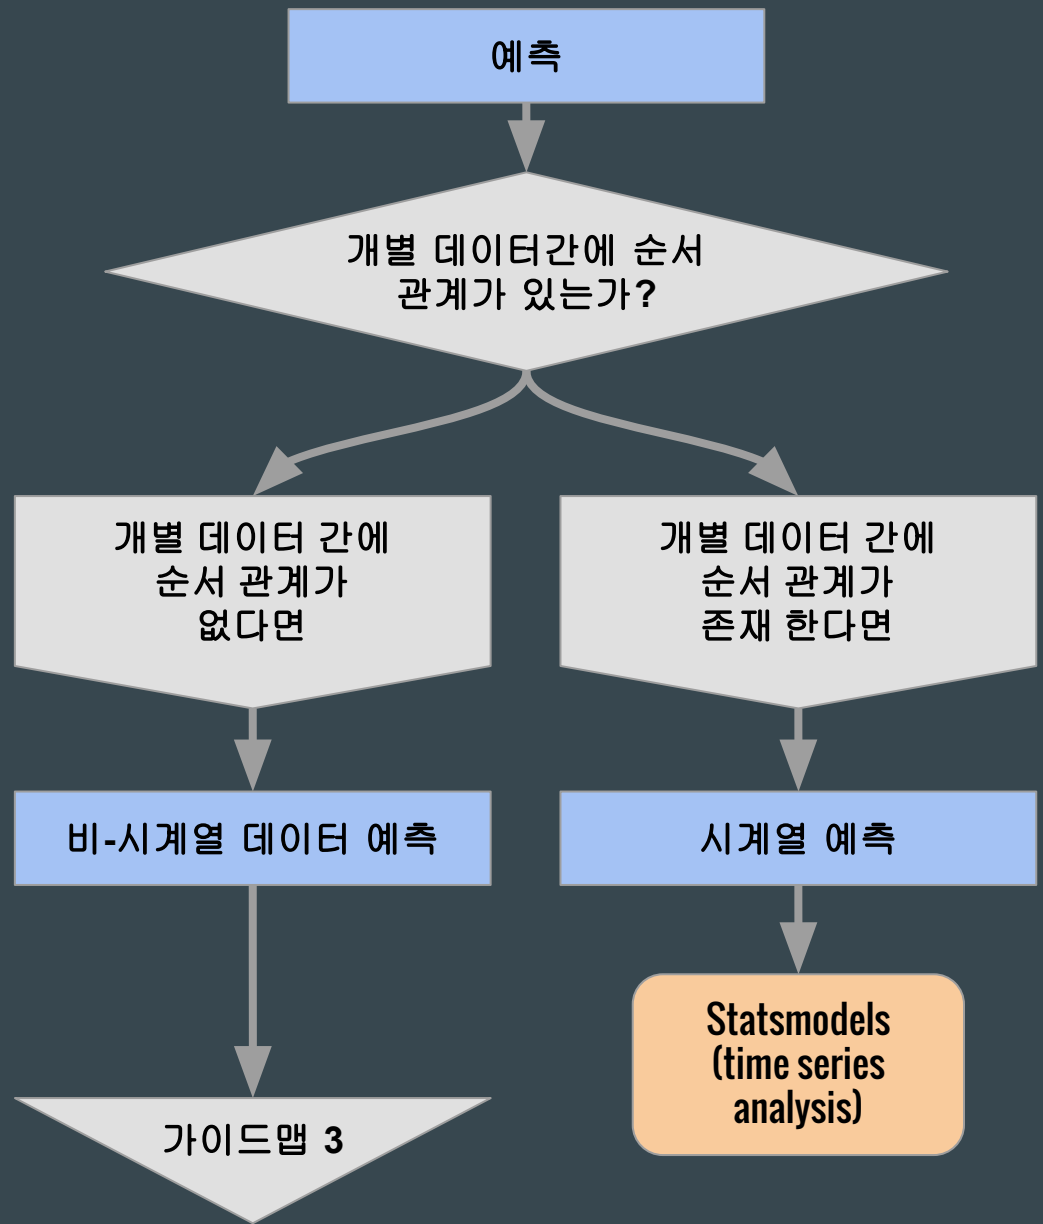 예측
개별 데이터간에 순서
관계가 있는가?
개별 데이터 간에
순서 관계가
없다면
개별 데이터 간에
순서 관계가
존재 한다면
비-시계열 데이터 예측
시계열 예측
Statsmodels
(time series
analysis)
가이드맵 3